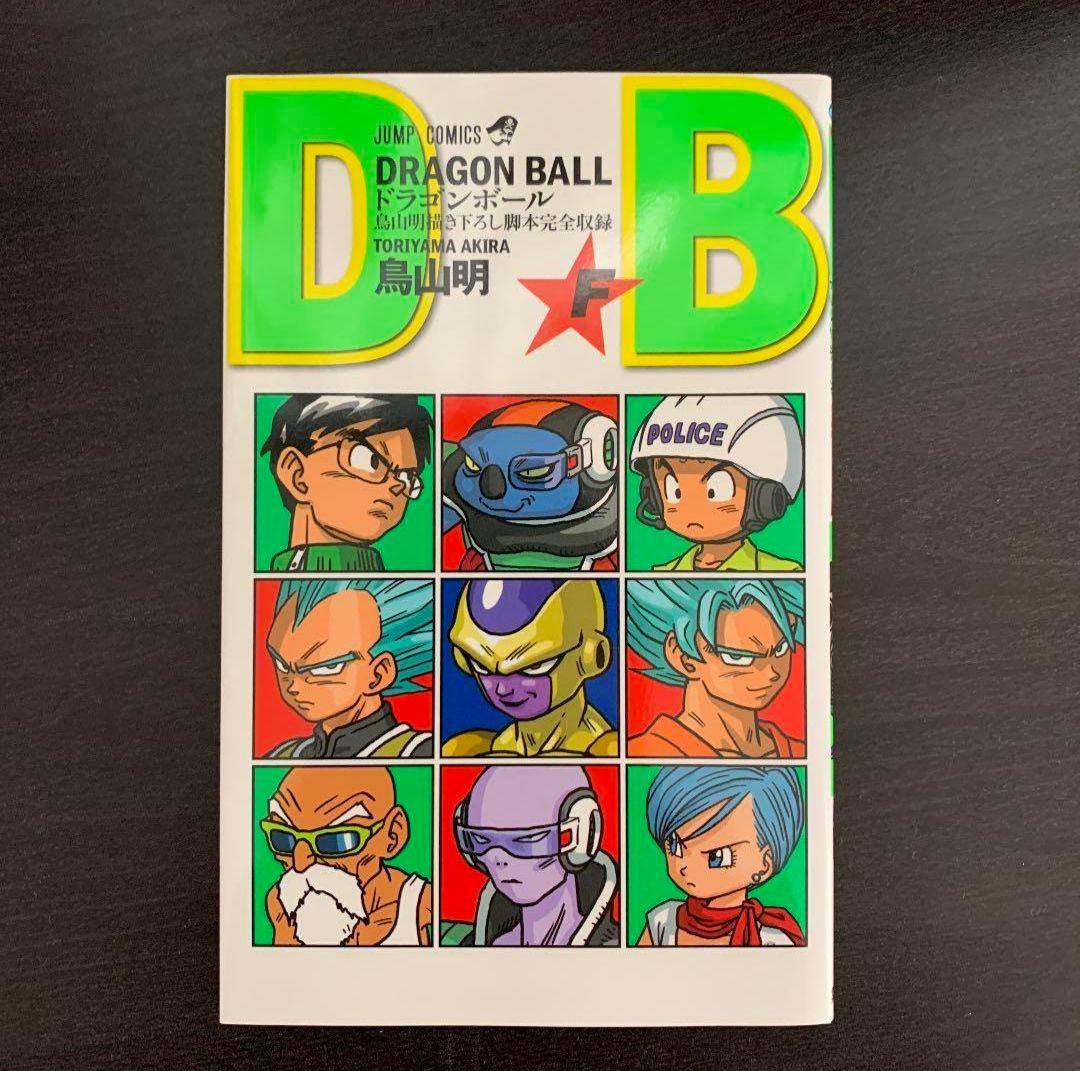 D B
JUMP COMICS
DRAGON BALL
ドラゴンボール
鳥山明描き下ろし脚本完全収録
TORIYAMA AKIRA
鳥山明
F
POLICE